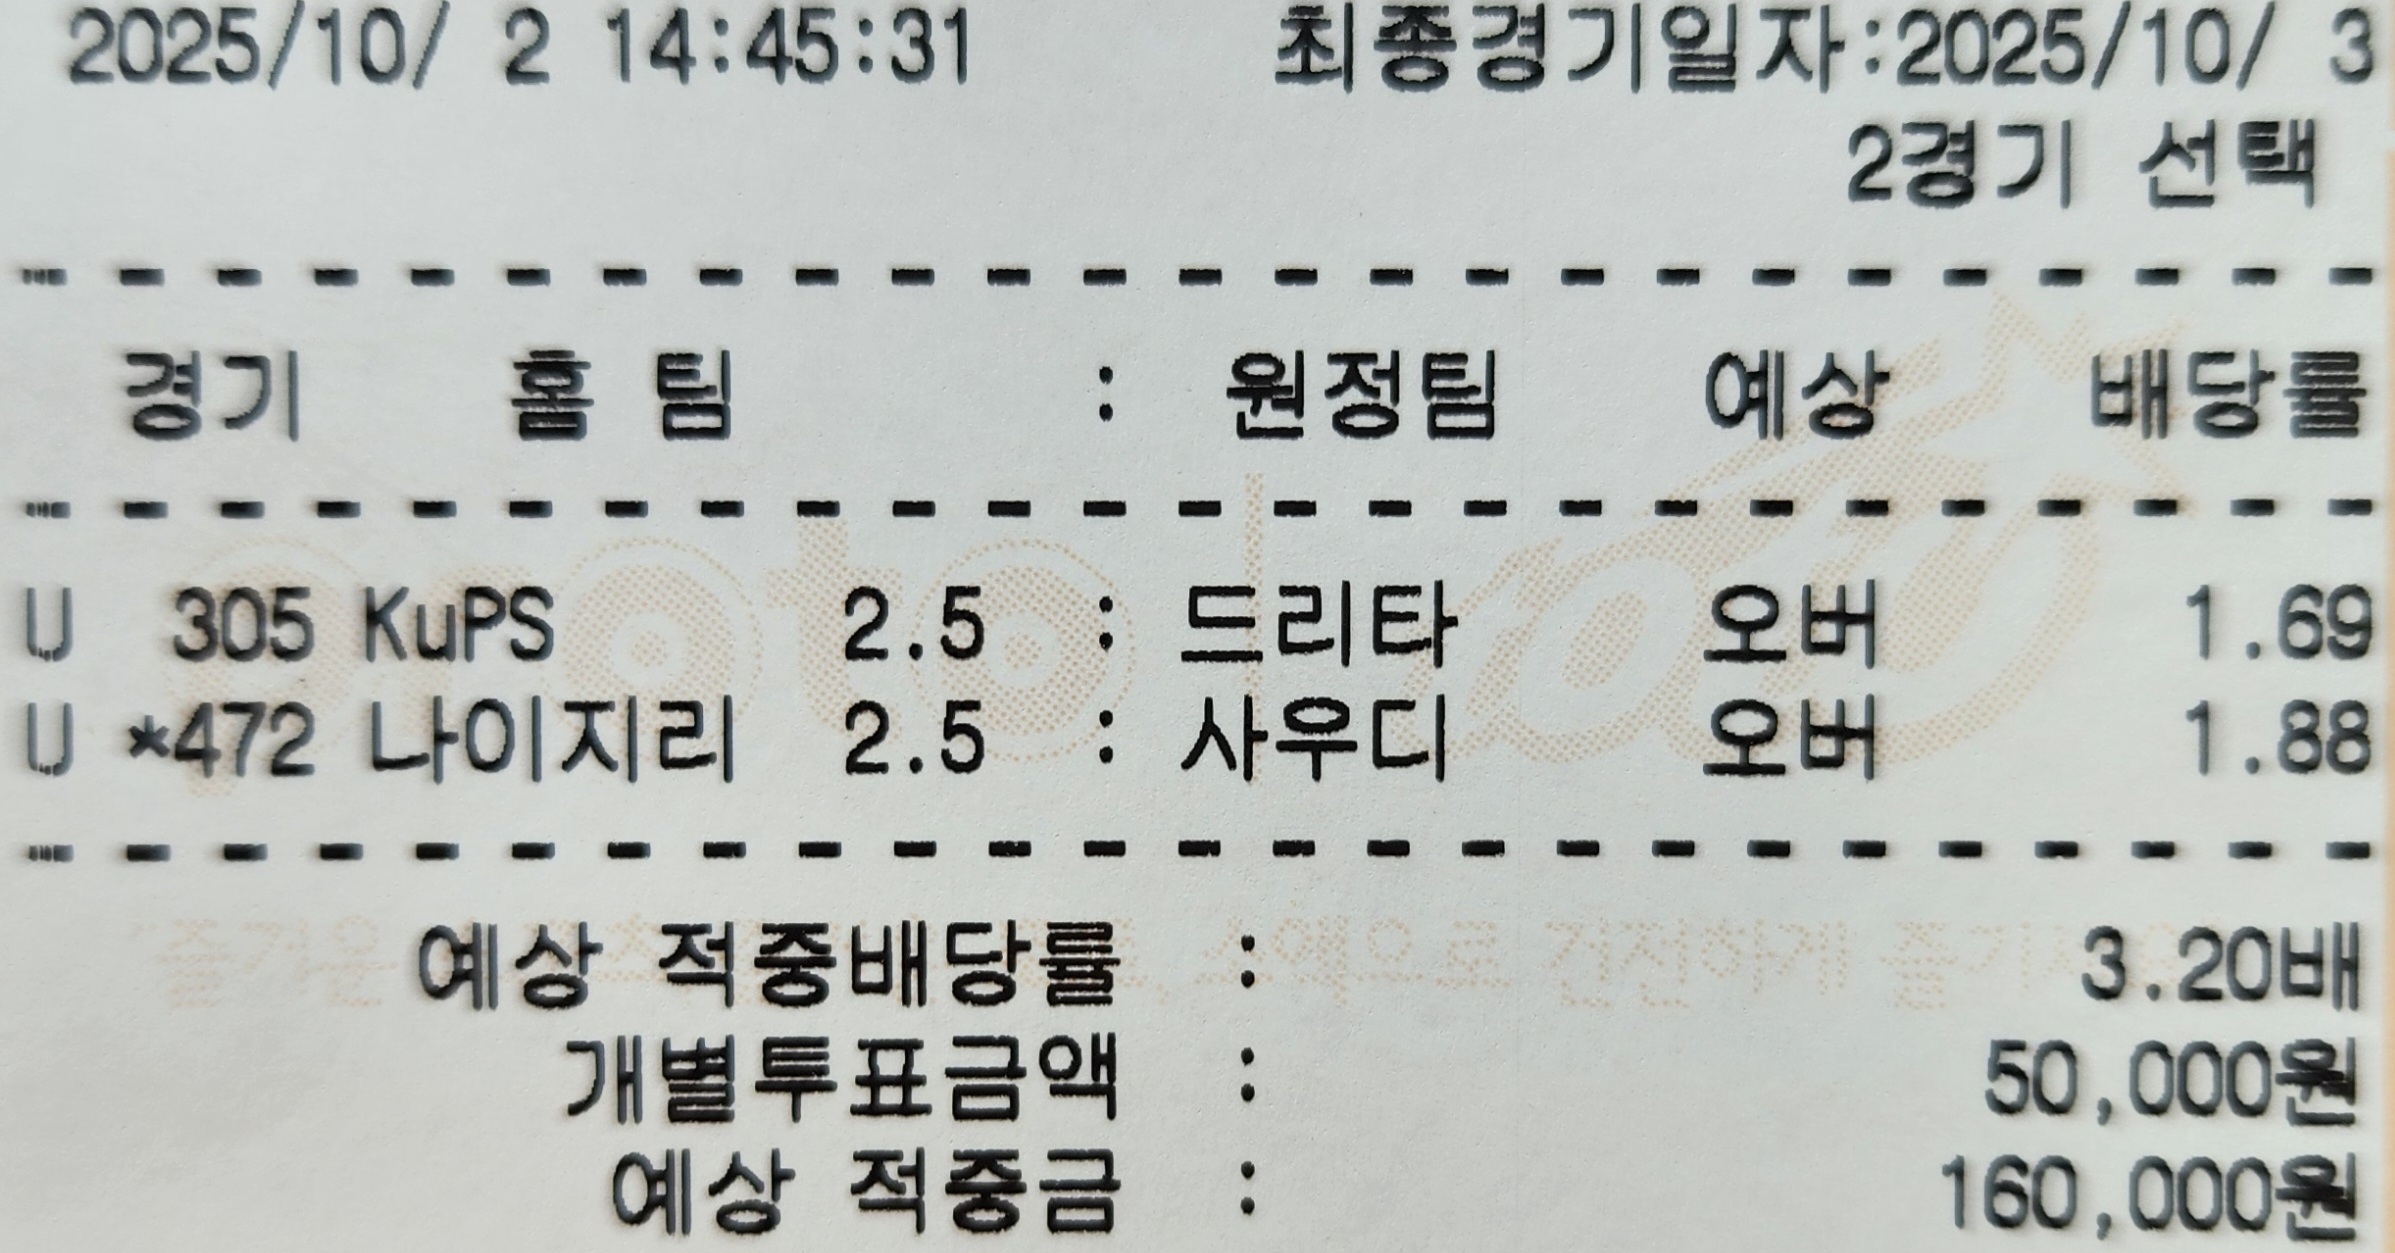 2025/10/ 2 14:45:31 최종경기일자:2025/10/ 3
2경기 선택
경기 홈 팀 : 원정팀 예상 배당률
U 305 KuPS 2.5 : 드리타 오버 1.69
U *472 나이지리 2.5 : 사우디 오버 1.88
예상 적중배당률 : 3.20배
개별투표금액 : 50,000원
예상 적중금 : 160,000원